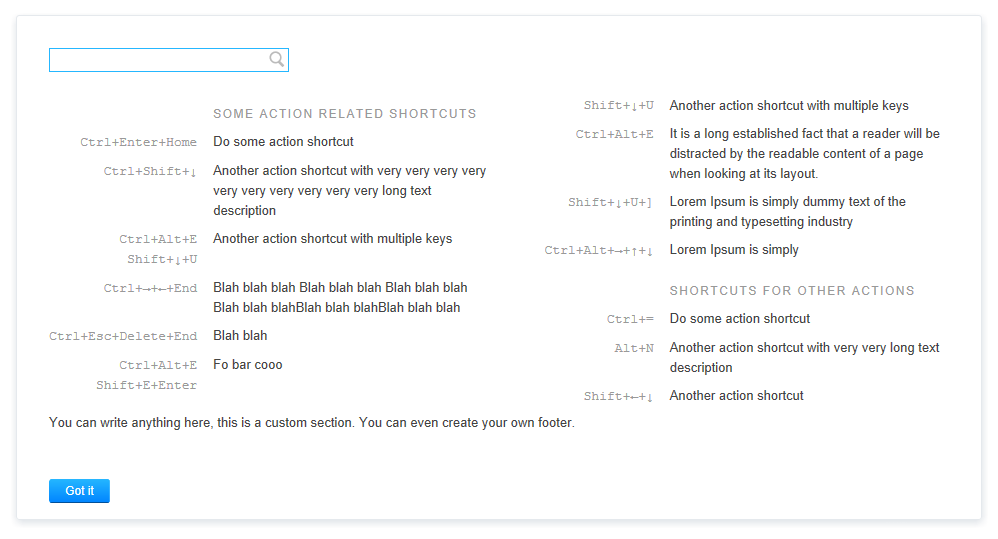 SOME ACTION RELATED SHORTCUTS
Ctrl+Enter+Home Do some action shortcut
Ctrl+Shift+↓ Another action shortcut with very very very very
very very very very very very long text
description
Ctrl+Alt+E Another action shortcut with multiple keys
Shift+↓+U
Ctrl+→+←+End Blah blah blah Blah blah blah Blah blah blah
Blah blah blahBlah blah blahBlah blah blah
Ctrl+Esc+Delete+End Blah blah
Ctrl+Alt+E Fo bar cooo
Shift+E+Enter
Shift+↓+U Another action shortcut with multiple keys
Ctrl+Alt+E It is a long established fact that a reader will be
distracted by the readable content of a page
when looking at its layout.
Shift+↓+U+] Lorem Ipsum is simply dummy text of the
printing and typesetting industry
Ctrl+Alt+→+↑+↓ Lorem Ipsum is simply
SHORTCUTS FOR OTHER ACTIONS
Ctrl+= Do some action shortcut
Alt+N Another action shortcut with very very long text
description
Shift+←+↓ Another action shortcut
You can write anything here, this is a custom section. You can even create your own footer.
Got it